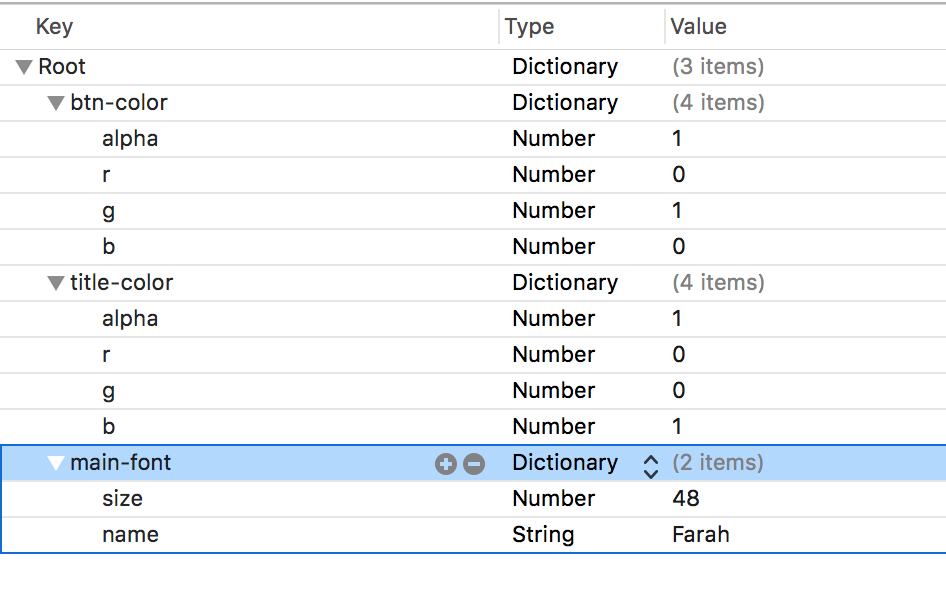 Key Type Value
Root Dictionary (3 items)
btn-color Dictionary (4 items)
alpha Number 1
r Number 0
g Number 1
b Number 0
title-color Dictionary (4 items)
alpha Number 1
r Number 0
g Number 0
b Number 1
main-font Dictionary (2 items)
size Number 48
name String Farah